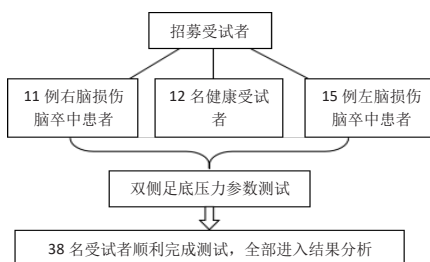 招募受试者
11 例右脑损伤
脑卒中患者
12 名健康受试
者
15 例左脑损伤
脑卒中患者
双侧足底压力参数测试
38 名受试者顺利完成测试，全部进入结果分析